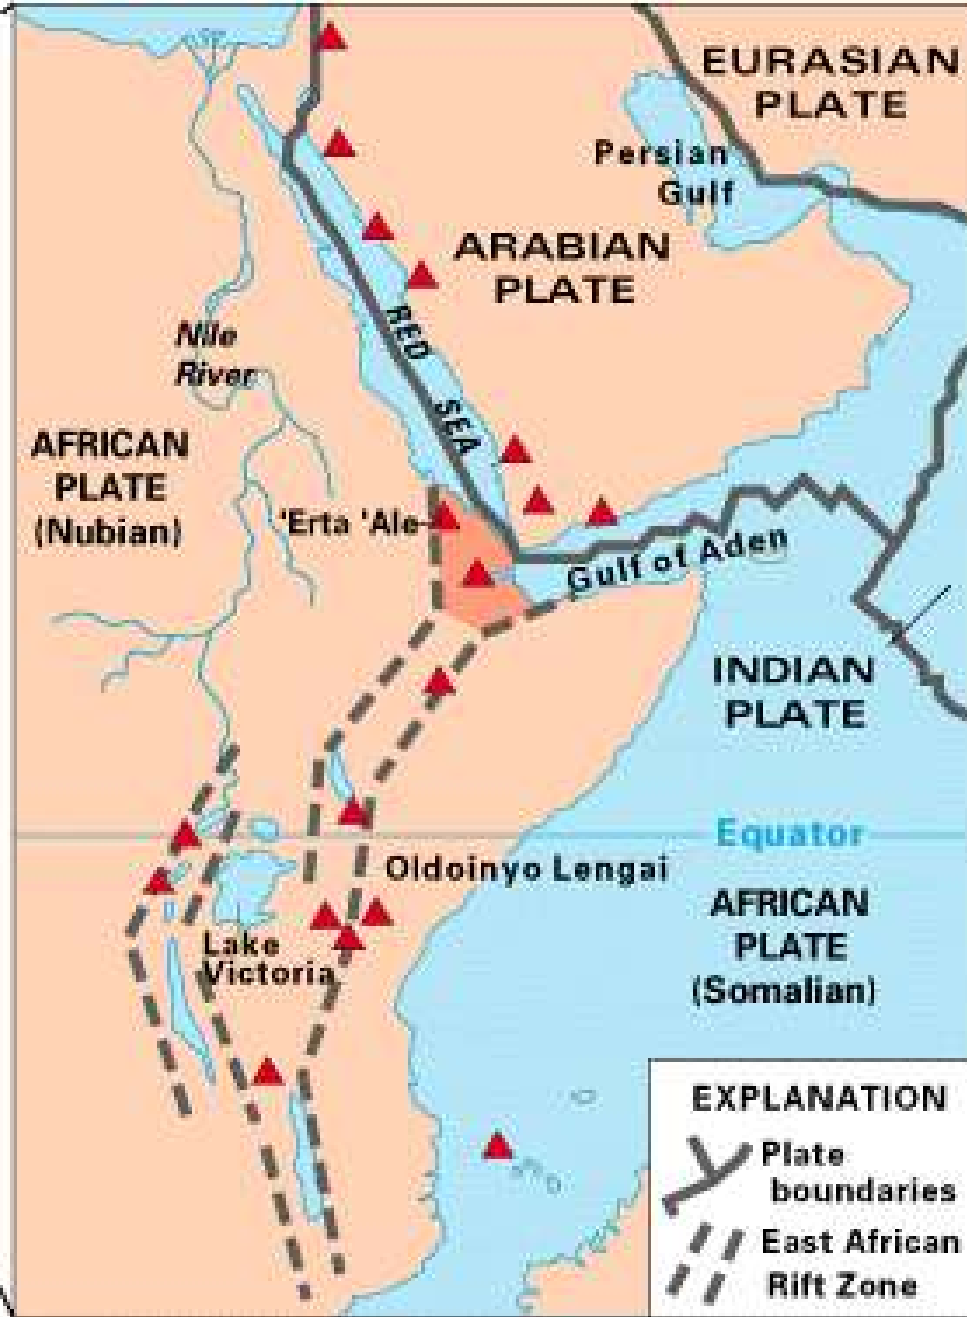 EURASIAN
PLATE
Persian
Gulf
ARABIAN
PLATE
RED
SEA
Nile
River
AFRICAN
PLATE
(Nubian)
'Erta 'Ale
Gulf of Aden
INDIAN
PLATE
Equator
Oldoinyo Lengai
AFRICAN
PLATE
(Somalian)
Lake
Victoria
EXPLANATION
Plate
boundaries
East African
Rift Zone